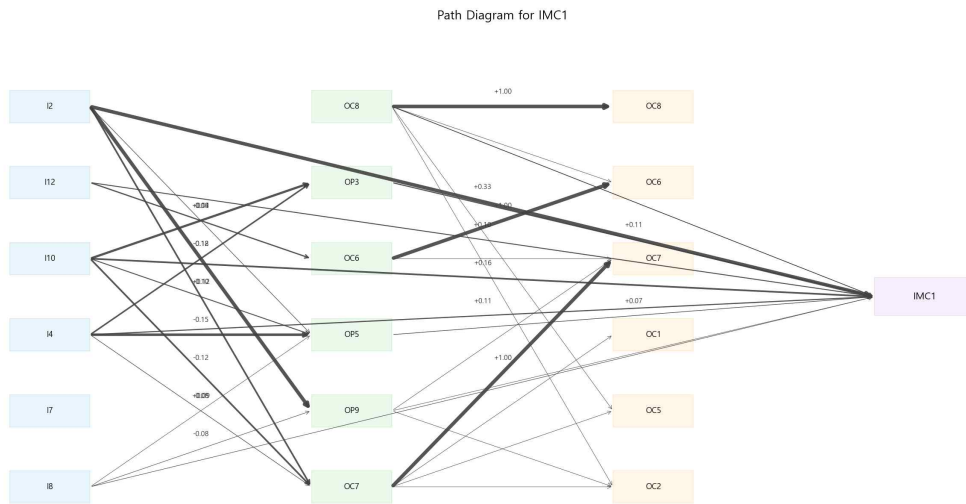 Path Diagram for IMC1
I2
OC8
+1.00
OC8
I12
OP3
+0.33
OC6
+0.11
I10
OC6
+0.16
OC7
IMC1
-0.15
+0.11
+0.07
I4
OP5
OC1
-0.12
+1.00
I7
OP9
OC5
-0.08
I8
OC7
OC2